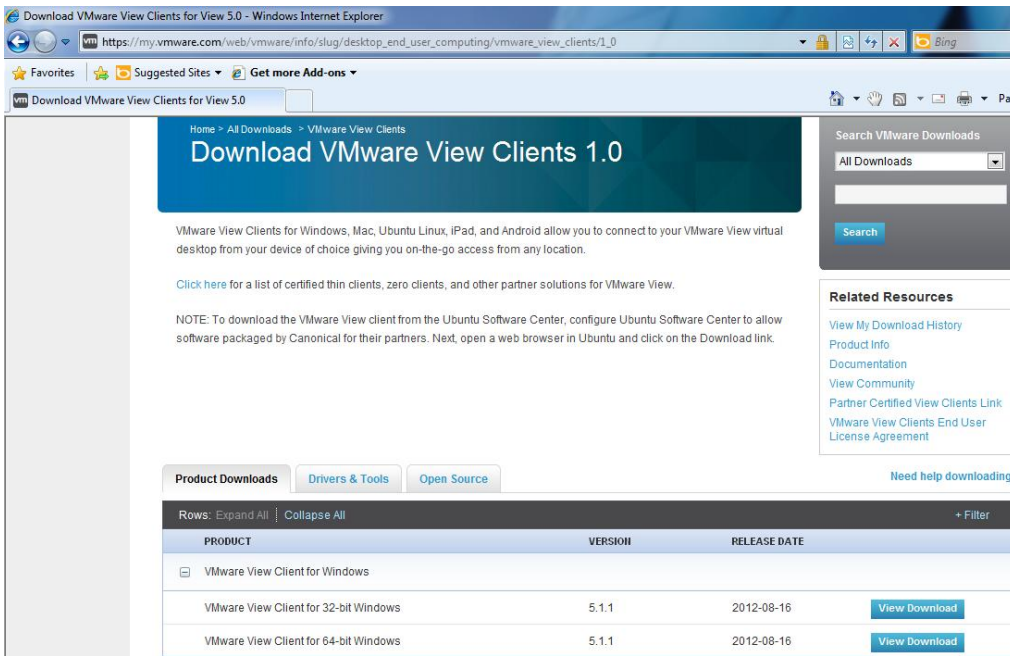 Download VMware View Clients for View 5.0 - Windows Internet Explorer
vm https://my.vmware.com/web/vmware/info/slug/desktop_end_user_computing/vmware_view_clients/1_0
Bing
Favorites Suggested Sites Get more Add-ons
vm Download VMware View Clients for View 5.0
Home > All Downloads > VMware View Clients
Download VMware View Clients 1.0
Search VMware Downloads
All Downloads
Search
VMware View Clients for Windows, Mac, Ubuntu Linux, iPad, and Android allow you to connect to your VMware View virtual
desktop from your device of choice giving you on-the-go access from any location.
Click here for a list of certified thin clients, zero clients, and other partner solutions for VMware View.
NOTE: To download the VMware View client from the Ubuntu Software Center, configure Ubuntu Software Center to allow
software packaged by Canonical for their partners. Next, open a web browser in Ubuntu and click on the Download link.
Related Resources
View My Download History
Product Info
Documentation
View Community
Partner Certified View Clients Link
VMware View Clients End User
License Agreement
Product Downloads Drivers & Tools Open Source
Need help downloading
Rows: Expand All | Collapse All + Filter
PRODUCT VERSION RELEASE DATE
VMware View Client for Windows
VMware View Client for 32-bit Windows 5.1.1 2012-08-16 View Download
VMware View Client for 64-bit Windows 5.1.1 2012-08-16 View Download